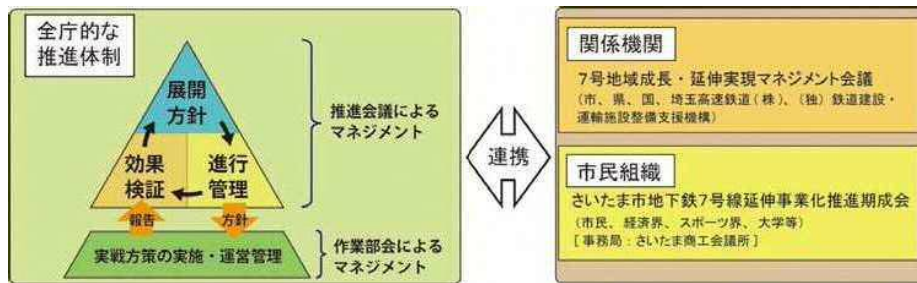 全庁的な
推進体制
展開
方針
効果
検証
進行
管理
報告
方針
実戦方策の実施・運営管理
推進会議による
マネジメント
作業部会による
マネジメント
連携
関係機関
7号地域成長・延伸実現マネジメント会議
(市、県、国、埼玉高速鉄道(株)、(独)鉄道建設・
運輸施設整備支援機構)
市民組織
さいたま市地下鉄7号線延伸事業化推進期成会
(市民、経済界、スポーツ界、大学等)
[事務局:さいたま商工会議所]